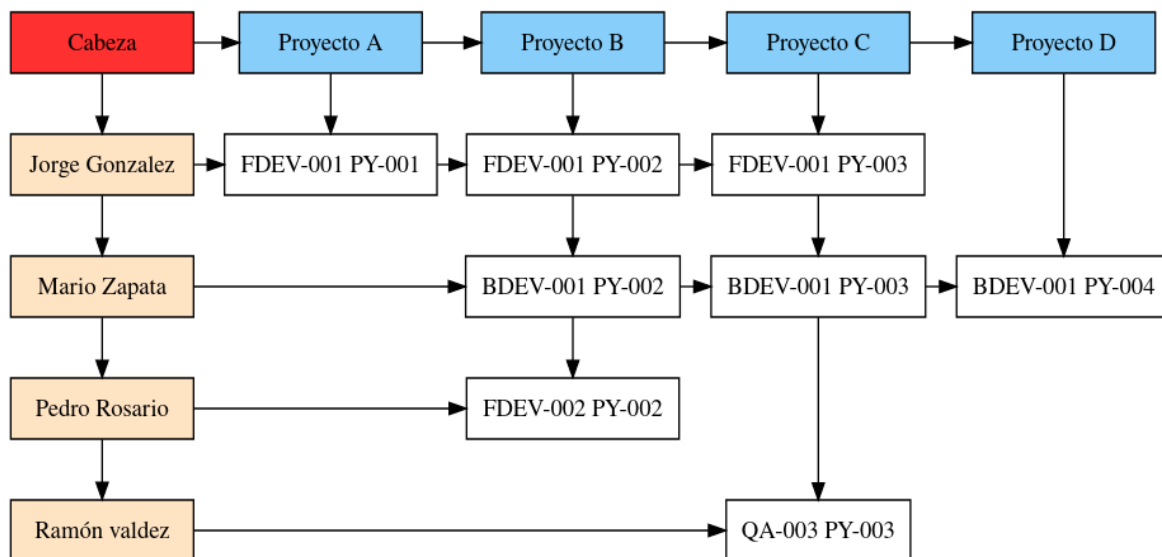 Cabeza
Proyecto A
Proyecto B
Proyecto C
Proyecto D
Jorge Gonzalez
FDEV-001 PY-001
FDEV-001 PY-002
FDEV-001 PY-003
Mario Zapata
BDEV-001 PY-002
BDEV-001 PY-003
BDEV-001 PY-004
Pedro Rosario
FDEV-002 PY-002
Ramón valdez
QA-003 PY-003